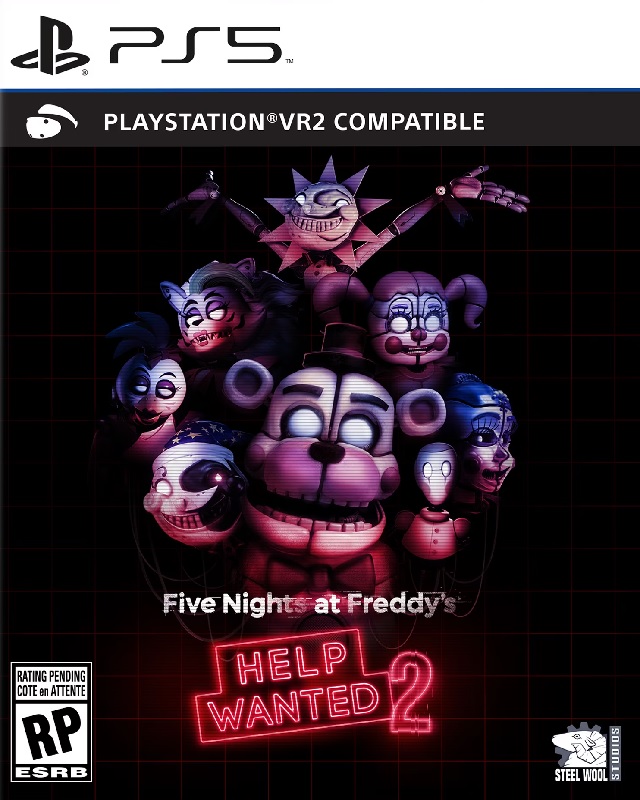 PS5
PLAYSTATION®VR2 COMPATIBLE
Five Nights at Freddy's
HELP
WANTED 2
RATING PENDING
COTE en ATTENTE
RP
ESRB
STEEL WOOL
STUDIOS